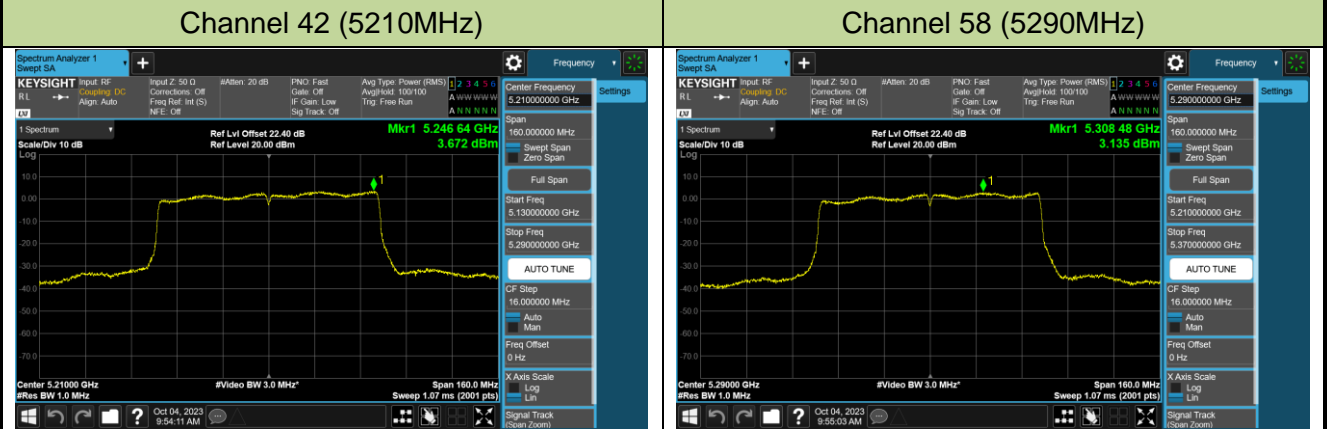 Channel 42 (5210MHz)
Spectrum Analyzer 1
Swept SA
Frequency
KEYSIGHT
Input: RF
Coupling: DC
Align: Auto
Input Z: 50 Ω
Corrections: Off
Freq Ref: Int (S)
NFE: Off
#Atten: 20 dB
PNO: Fast
Gate: Off
IF Gain: Low
Sig Track: Off
Avg Type: Power (RMS)
Avg|Hold: 100/100
Trig: Free Run
1 2 3 4 5 6
A W W W W W
A N N N N N
RL
LXI
1 Spectrum
Scale/Div 10 dB
Log
Ref Lvl Offset 22.40 dB
Ref Level 20.00 dBm
Mkr1 5.246 64 GHz
3.672 dBm
1
10.0
0.00
-10.0
-20.0
-30.0
-40.0
-50.0
-60.0
-70.0
Center 5.21000 GHz
#Res BW 1.0 MHz
#Video BW 3.0 MHz*
Span 160.0 MHz
Sweep 1.07 ms (2001 pts)
Center Frequency
5.210000000 GHz
Settings
Span
160.000000 MHz
Swept Span
Zero Span
Full Span
Start Freq
5.130000000 GHz
Stop Freq
5.290000000 GHz
AUTO TUNE
CF Step
16.000000 MHz
Auto
Man
Freq Offset
0 Hz
X Axis Scale
Log
Lin
Signal Track
(Span Zoom)
?
Oct 04, 2023
9:54:11 AM
Channel 58 (5290MHz)
Spectrum Analyzer 1
Swept SA
Frequency
KEYSIGHT
Input: RF
Coupling: DC
Align: Auto
Input Z: 50 Ω
Corrections: Off
Freq Ref: Int (S)
NFE: Off
#Atten: 20 dB
PNO: Fast
Gate: Off
IF Gain: Low
Sig Track: Off
Avg Type: Power (RMS)
Avg|Hold: 100/100
Trig: Free Run
1 2 3 4 5 6
A W W W W W
A N N N N N
RL
LXI
1 Spectrum
Scale/Div 10 dB
Log
Ref Lvl Offset 22.40 dB
Ref Level 20.00 dBm
Mkr1 5.308 48 GHz
3.135 dBm
1
10.0
0.00
-10.0
-20.0
-30.0
-40.0
-50.0
-60.0
-70.0
Center 5.29000 GHz
#Res BW 1.0 MHz
#Video BW 3.0 MHz*
Span 160.0 MHz
Sweep 1.07 ms (2001 pts)
Center Frequency
5.290000000 GHz
Settings
Span
160.000000 MHz
Swept Span
Zero Span
Full Span
Start Freq
5.210000000 GHz
Stop Freq
5.370000000 GHz
AUTO TUNE
CF Step
16.000000 MHz
Auto
Man
Freq Offset
0 Hz
X Axis Scale
Log
Lin
Signal Track
(Span Zoom)
?
Oct 04, 2023
9:55:03 AM